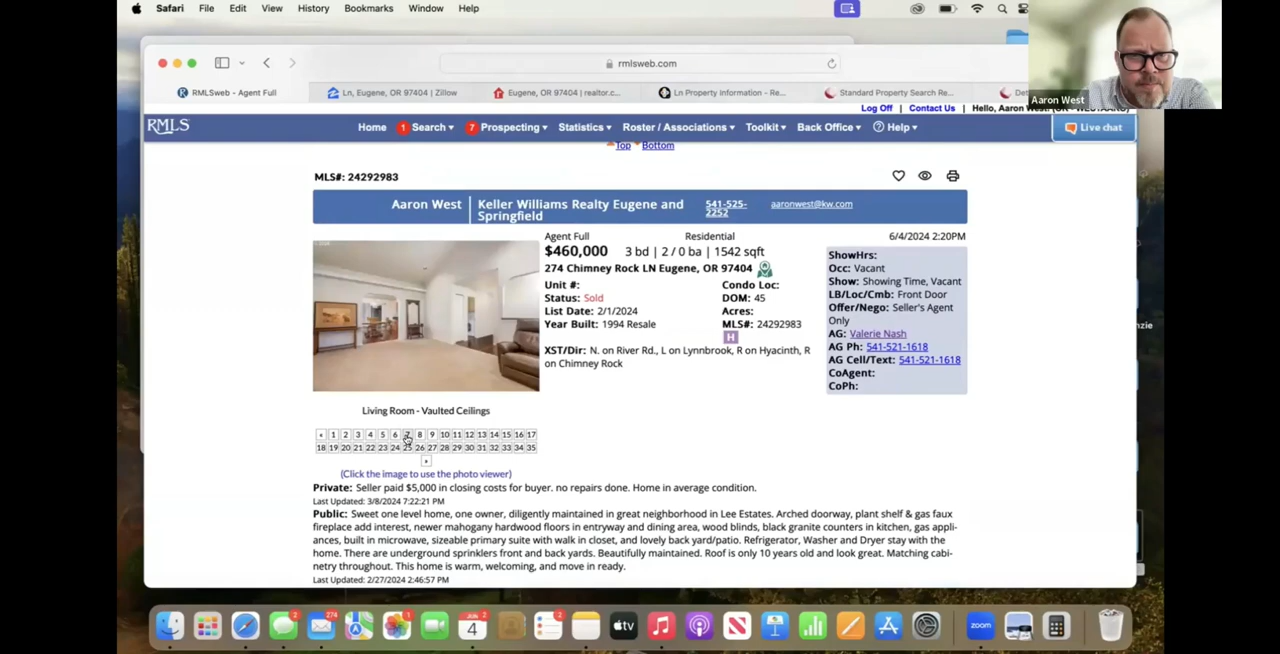 Safari File Edit View History Bookmarks Window Help
rmlsweb.com
RMLSweb - Agent Full Ln, Eugene, OR 97404 | Zillow Eugene, OR 97404 | realtor.c... Ln Property Information - Re... Standard Property Search Re...
Aaron West
Log Off | Contact Us | Hello, Aaron
RMLS Home 1 Search 7 Prospecting Statistics Roster / Associations Toolkit Back Office Help Live chat
Top Bottom
MLS#: 24292983
Aaron West Keller Williams Realty Eugene and Springfield 541-525-2252 aaronwest@kw.com
Agent Full Residential 6/4/2024 2:20PM
$460,000 3 bd | 2 / 0 ba | 1542 sqft
274 Chimney Rock LN Eugene, OR 97404
Unit #: Condo Loc:
Status: Sold DOM: 45
List Date: 2/1/2024 Acres:
Year Built: 1994 Resale MLS#: 24292983
H
XST/Dir: N. on River Rd., L on Lynnbrook, R on Hyacinth, R
on Chimney Rock
ShowHrs:
Occ: Vacant
Show: Showing Time, Vacant
LB/Loc/Cmb: Front Door
Offer/Nego: Seller's Agent
Only
AG: Valerie Nash
AG Ph: 541-521-1618
AG Cell/Text: 541-521-1618
CoAgent:
CoPh:
Living Room - Vaulted Ceilings
« 1 2 3 4 5 6 7 8 9 10 11 12 13 14 15 16 17
18 19 20 21 22 23 24 25 26 27 28 29 30 31 32 33 34 35
(Click the image to use the photo viewer)
Private: Seller paid $5,000 in closing costs for buyer. no repairs done. Home in average condition.
Last Updated: 3/8/2024 7:22:21 PM
Public: Sweet one level home, one owner, diligently maintained in great neighborhood in Lee Estates. Arched doorway, plant shelf & gas faux
fireplace add interest, newer mahogany hardwood floors in entryway and dining area, wood blinds, black granite counters in kitchen, gas appli-
ances, built in microwave, sizeable primary suite with walk in closet, and lovely back yard/patio. Refrigerator, Washer and Dryer stay with the
home. There are underground sprinklers front and back yards. Beautifully maintained. Roof is only 10 years old and look great. Matching cabi-
netry throughout. This home is warm, welcoming, and move in ready.
Last Updated: 2/27/2024 2:46:57 PM
nzie
2 274 JUN 4 2 2 tv zoom